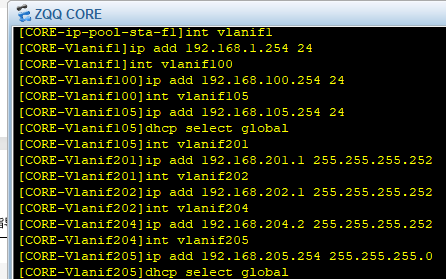 ZQQ CORE
[CORE-ip-pool-sta-f1]int vlanif1
[CORE-Vlanif1]ip add 192.168.1.254 24
[CORE-Vlanif1]int vlanif100
[CORE-Vlanif100]ip add 192.168.100.254 24
[CORE-Vlanif100]int vlanif105
[CORE-Vlanif105]ip add 192.168.105.254 24
[CORE-Vlanif105]dhcp select global
[CORE-Vlanif105]int vlanif201
[CORE-Vlanif201]ip add 192.168.201.1 255.255.255.252
[CORE-Vlanif201]int vlanif202
[CORE-Vlanif202]ip add 192.168.202.1 255.255.255.252
[CORE-Vlanif202]int vlanif204
[CORE-Vlanif204]ip add 192.168.204.2 255.255.255.252
[CORE-Vlanif204]int vlanif205
[CORE-Vlanif205]ip add 192.168.205.254 255.255.255.0
[CORE-Vlanif205]dhcp select global